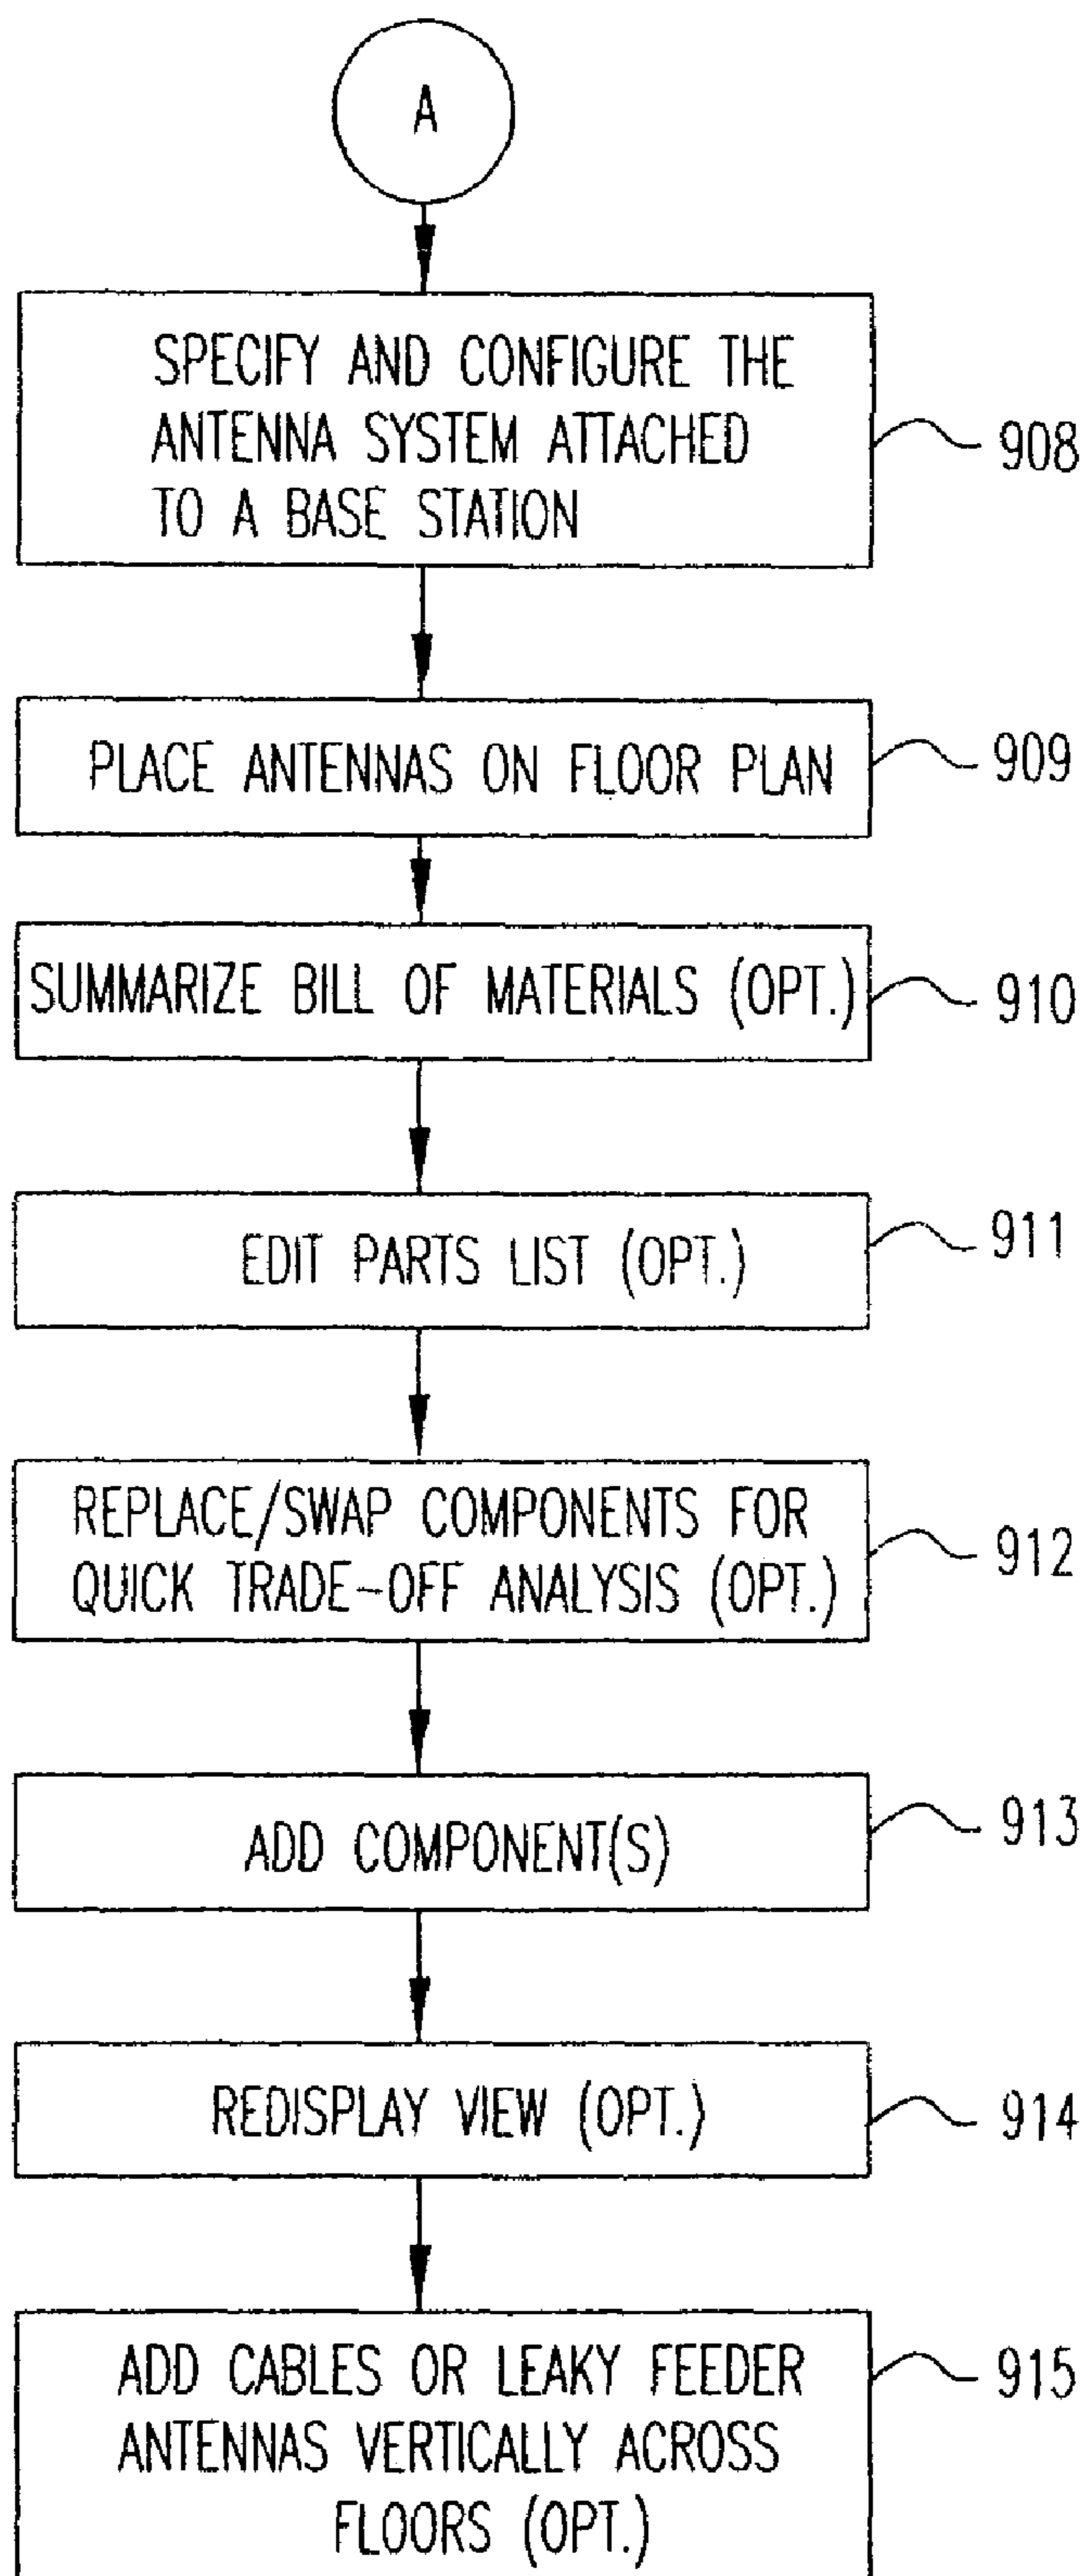 A
SPECIFY AND CONFIGURE THE
ANTENNA SYSTEM ATTACHED
TO A BASE STATION
908
PLACE ANTENNAS ON FLOOR PLAN
909
SUMMARIZE BILL OF MATERIALS (OPT.)
910
EDIT PARTS LIST (OPT.)
911
REPLACE/SWAP COMPONENTS FOR
QUICK TRADE-OFF ANALYSIS (OPT.)
912
ADD COMPONENT(S)
913
REDISPLAY VIEW (OPT.)
914
ADD CABLES OR LEAKY FEEDER
ANTENNAS VERTICALLY ACROSS
FLOORS (OPT.)
915